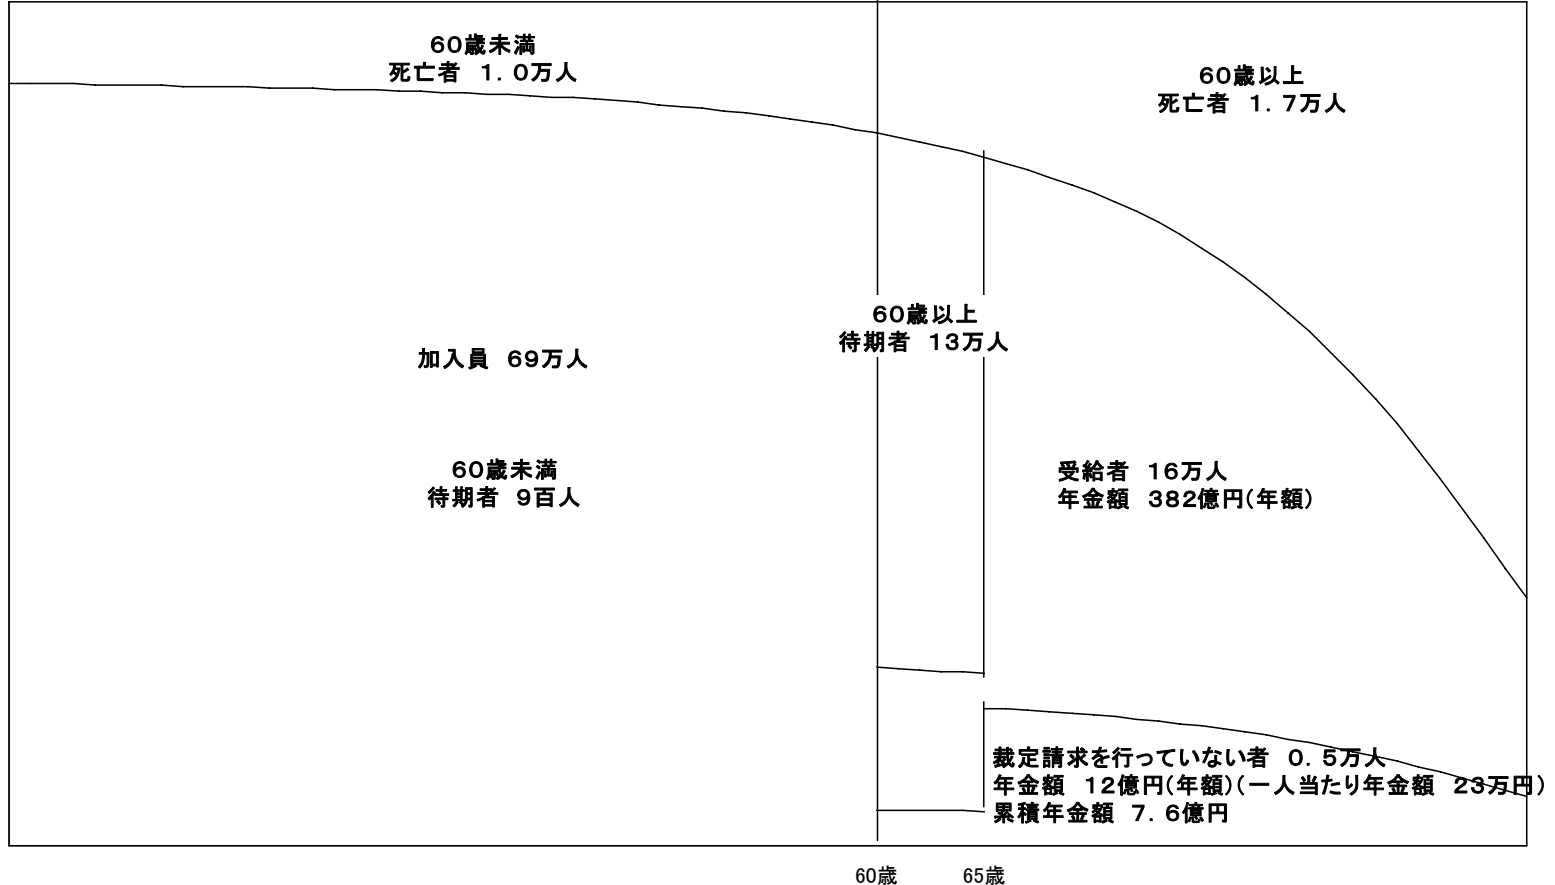 60歳未満
死亡者　1．0万人
60歳以上
死亡者　1．7万人
60歳以上
待期者　13万人
加入員　69万人
60歳未満
待期者　9百人
受給者　16万人
年金額　382億円(年額)
裁定請求を行っていない者　0．5万人
年金額　12億円(年額)(一人当たり年金額　23万円)
累積年金額　7．6億円
60歳
65歳